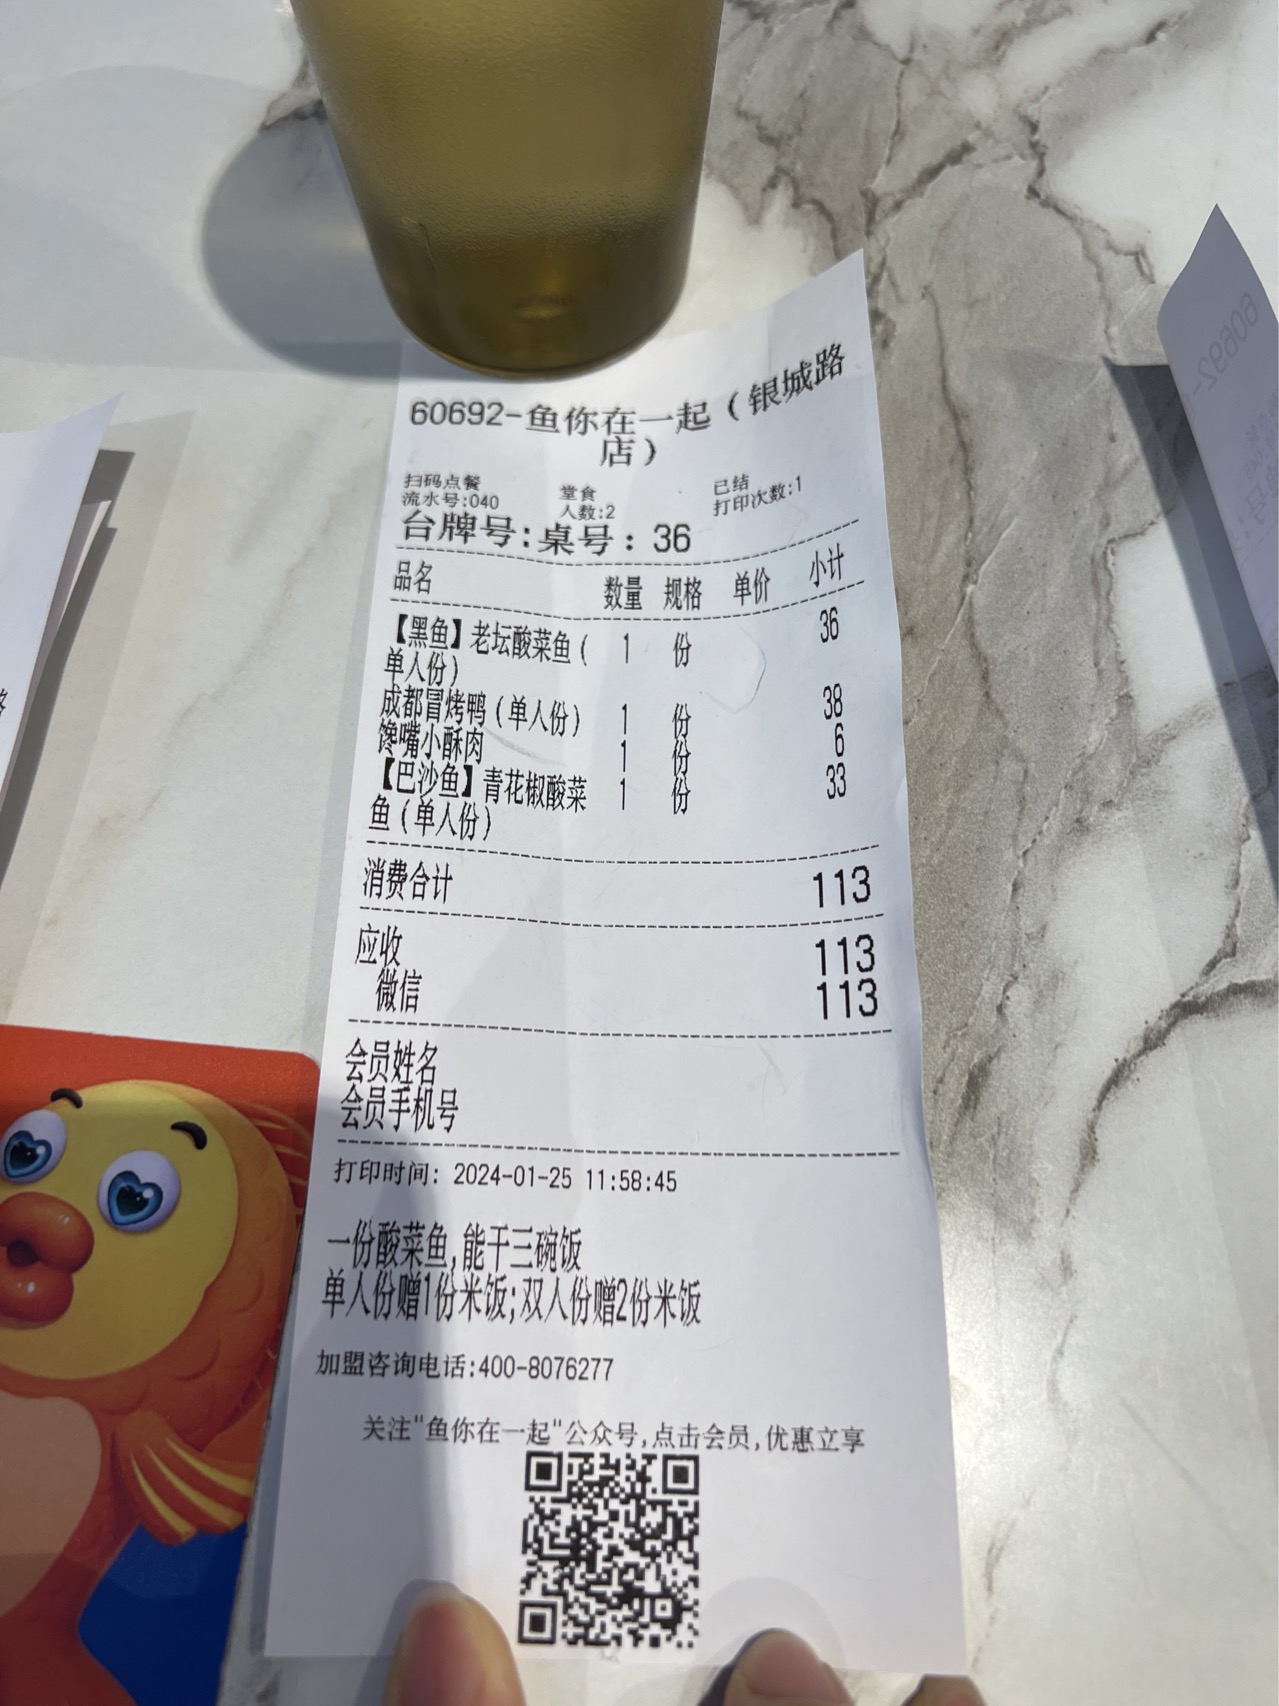 60692-鱼你在一起（银城路
店）
扫码点餐 堂食 已结
流水号:040 人数:2 打印次数:1
台牌号:桌号：36
品名 数量 规格 单价 小计
【黑鱼】老坛酸菜鱼( 1 份 36
单人份)
成都冒烤鸭(单人份) 1 份 38
馋嘴小酥肉 1 份 6
【巴沙鱼】青花椒酸菜 1 份 33
鱼(单人份)
消费合计 113
应收 113
微信 113
会员姓名
会员手机号
打印时间: 2024-01-25 11:58:45
一份酸菜鱼,能干三碗饭
单人份赠1份米饭;双人份赠2份米饭
加盟咨询电话:400-8076277
关注"鱼你在一起"公众号,点击会员,优惠立享
60692-